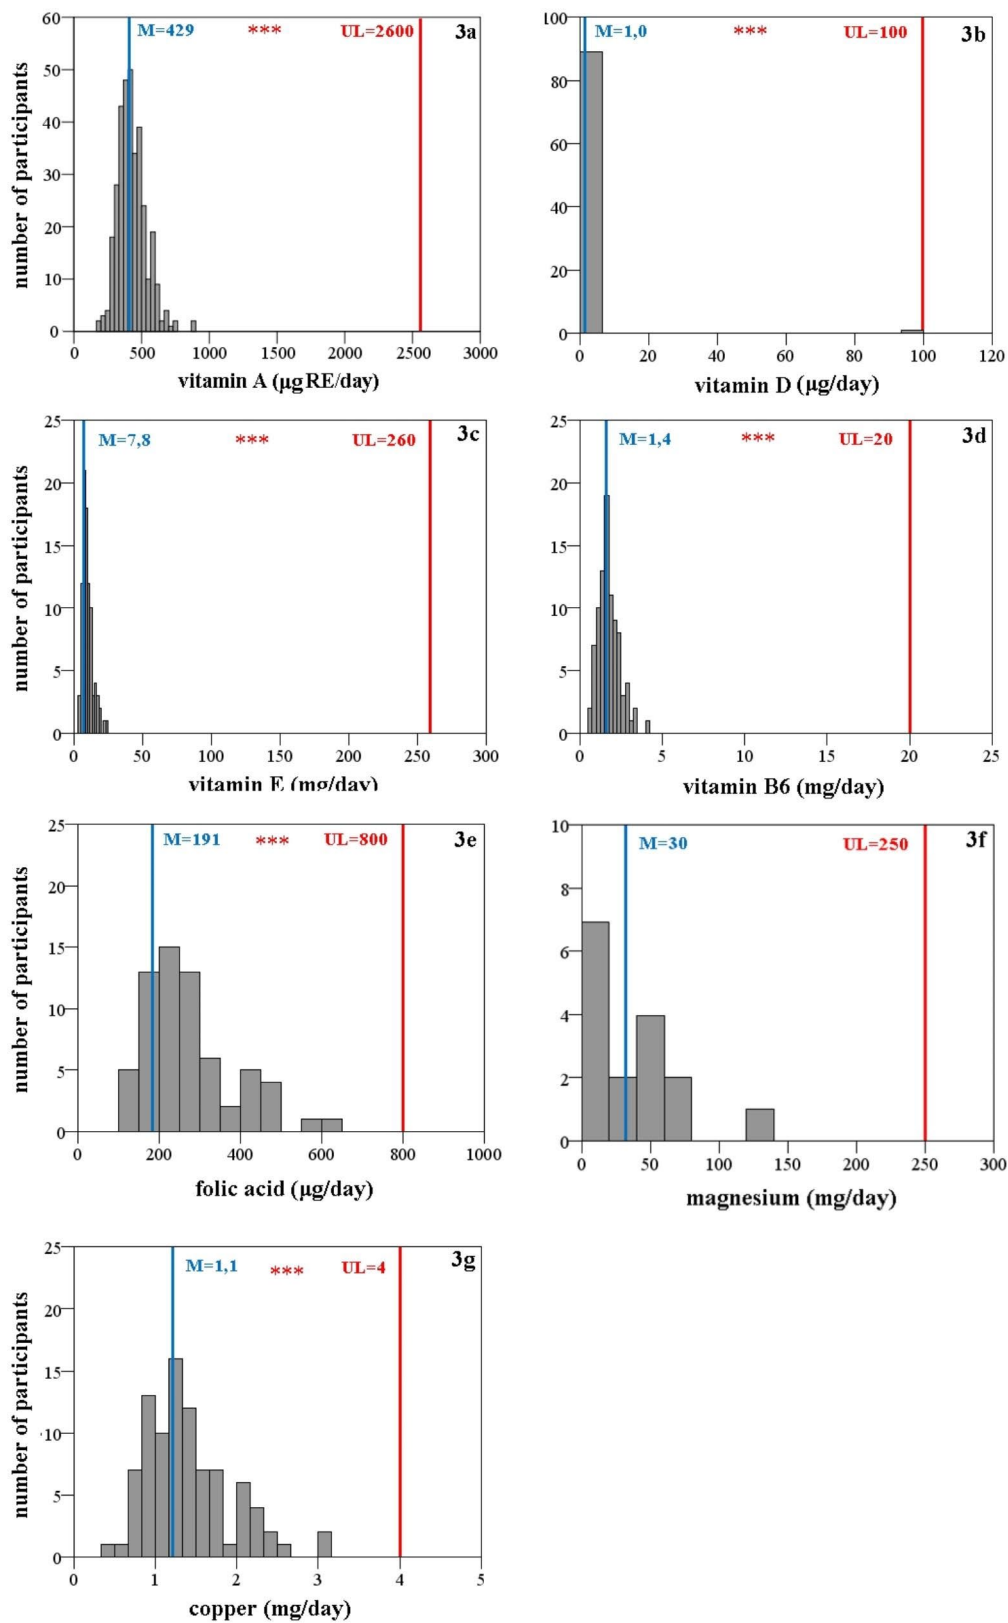 M=429 *** UL=2600 3a
60
50
40
30
20
10
0
number of participants
0 500 1000 1500 2000 2500 3000
vitamin A (µg RE/day)
M=1,0 *** UL=100 3b
100
80
60
40
20
0
0 20 40 60 80 100 120
vitamin D (µg/day)
M=7,8 *** UL=260 3c
25
20
15
10
5
0
number of participants
0 50 100 150 200 250 300
vitamin E (mg/day)
M=1,4 *** UL=20 3d
25
20
15
10
5
0
0 5 10 15 20 25
vitamin B6 (mg/day)
M=191 *** UL=800 3e
25
20
15
10
5
0
number of participants
0 200 400 600 800 1000
folic acid (µg/day)
M=30 UL=250 3f
10
8
6
4
2
0
0 50 100 150 200 250 300
magnesium (mg/day)
M=1,1 *** UL=4 3g
25
20
15
10
5
0
number of participants
0 1 2 3 4 5
copper (mg/day)